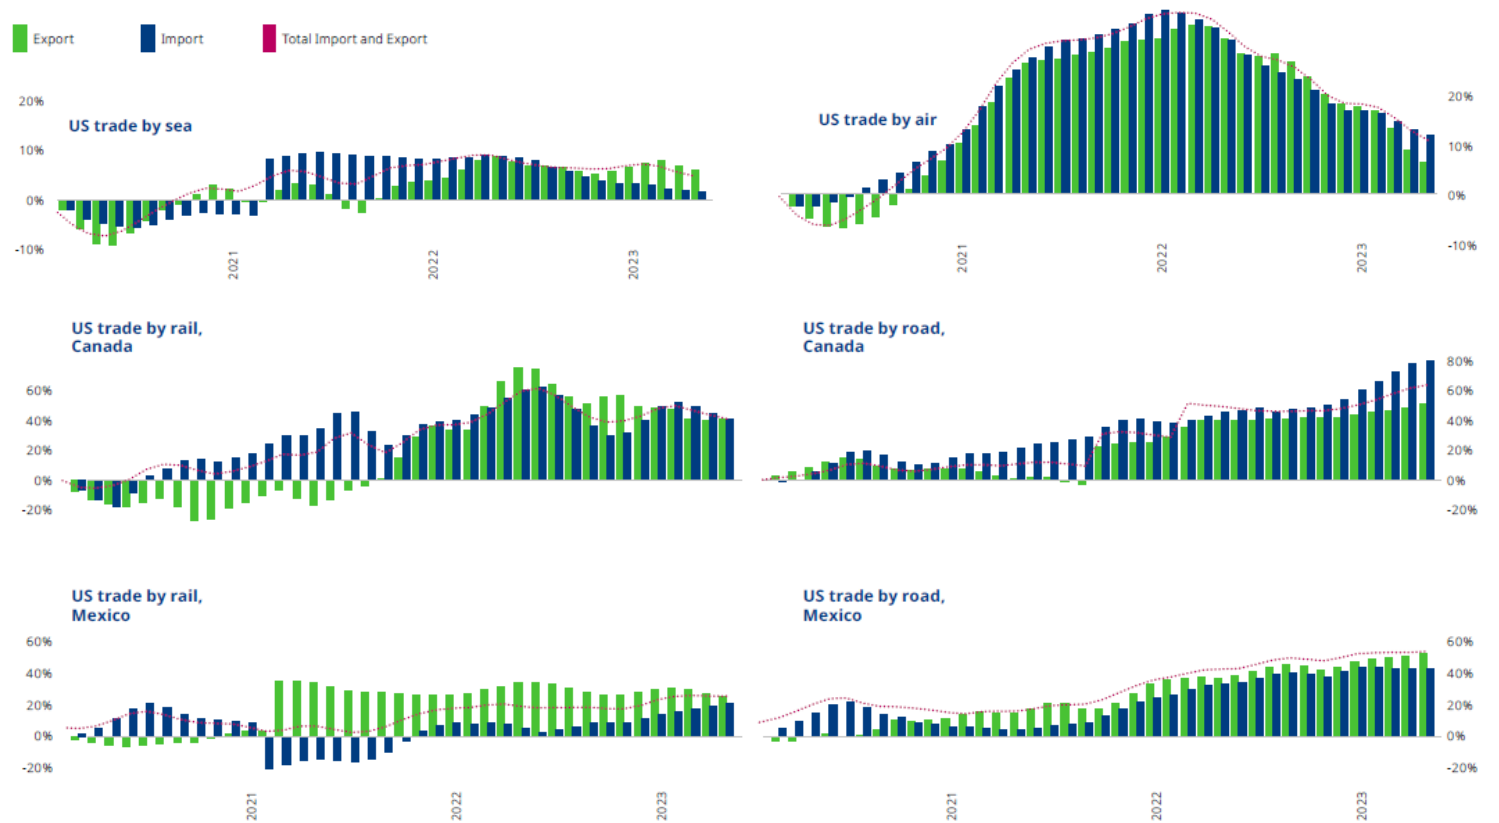 Export Import Total Import and Export
US trade by sea
20%
10%
0%
-10%
2021 2022 2023
US trade by air
20%
10%
0%
-10%
2021 2022 2023
US trade by rail,
Canada
60%
40%
20%
0%
-20%
US trade by road,
Canada
80%
60%
40%
20%
0%
-20%
US trade by rail,
Mexico
60%
40%
20%
0%
-20%
2021 2022 2023
US trade by road,
Mexico
60%
40%
20%
0%
-20%
2021 2022 2023